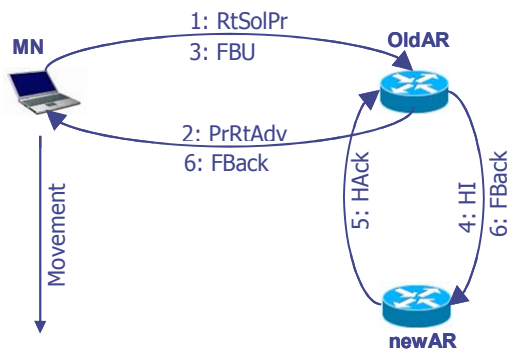 1: RtSolPr
OldAR
MN
3: FBU
2: PrRtAdv
6: FBack
5: HAck
4: HI
6: FBack
Movement
newAR